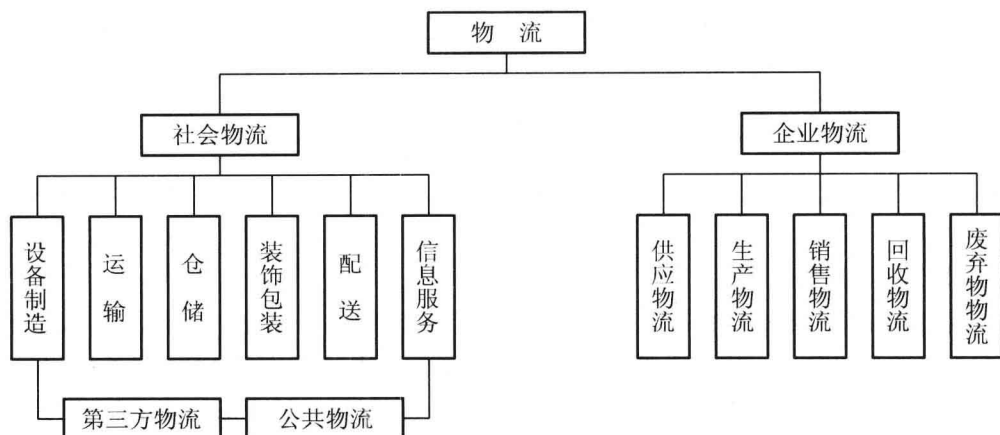 物 流
社会物流
企业物流
设备制造
运输
仓储
装饰包装
配送
信息服务
供应物流
生产物流
销售物流
回收物流
废弃物物流
第三方物流
公共物流